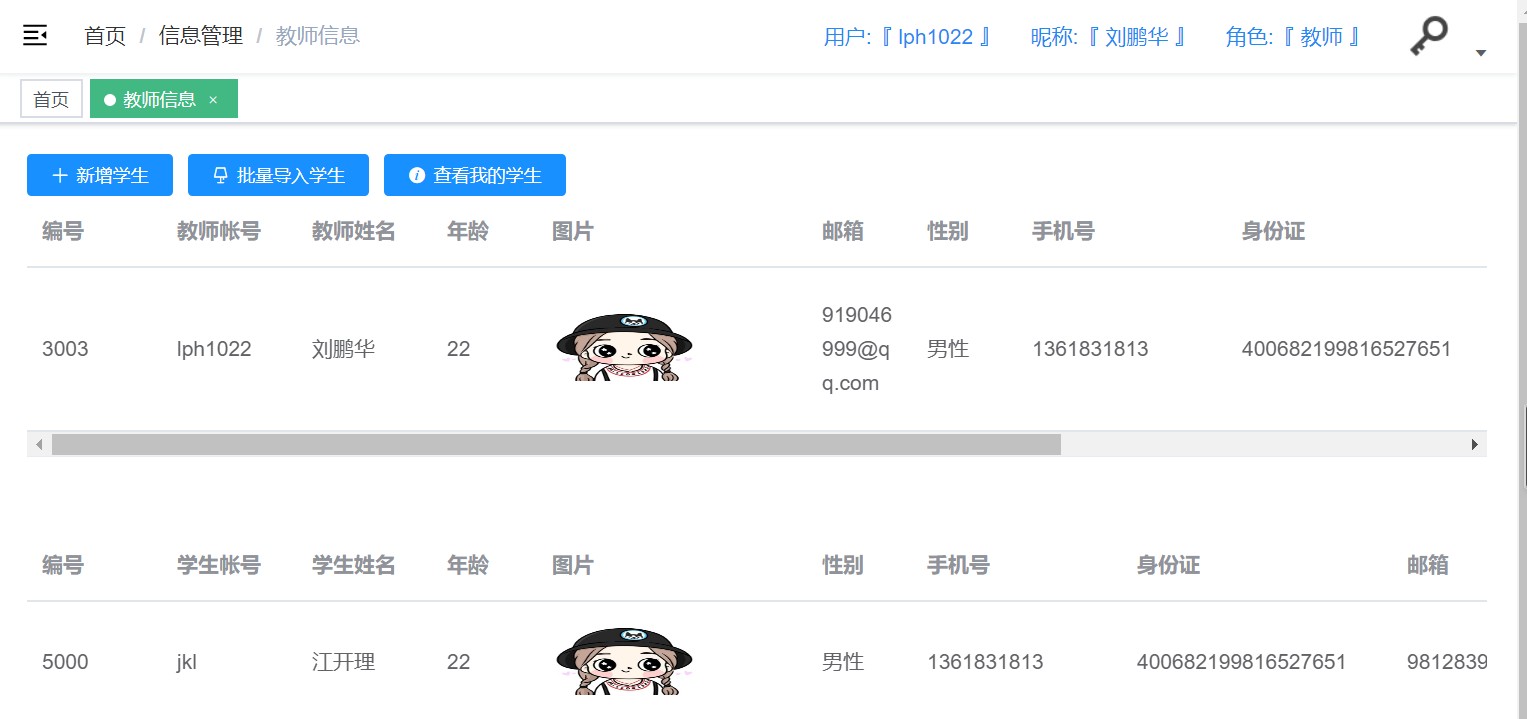 首页 / 信息管理 / 教师信息 用户:『 lph1022 』 昵称:『 刘鹏华 』 角色:『 教师 』
首页 教师信息 ×
新增学生 批量导入学生 查看我的学生
编号 教师帐号 教师姓名 年龄 图片 邮箱 性别 手机号 身份证
3003 lph1022 刘鹏华 22 919046999@qq.com 男性 1361831813 400682199816527651
编号 学生帐号 学生姓名 年龄 图片 性别 手机号 身份证 邮箱
5000 jkl 江开理 22 男性 1361831813 400682199816527651 9812839